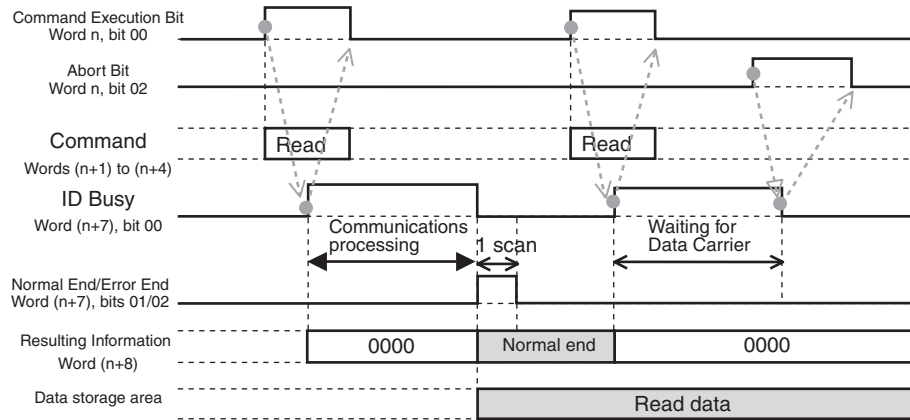 Command Execution Bit
Word n, bit 00
Abort Bit
Word n, bit 02
Command
Words (n+1) to (n+4)
Read
Read
ID Busy
Word (n+7), bit 00
Communications
processing
1 scan
Waiting for
Data Carrier
Normal End/Error End
Word (n+7), bits 01/02
Resulting Information
Word (n+8)
0000
Normal end
0000
Data storage area
Read data